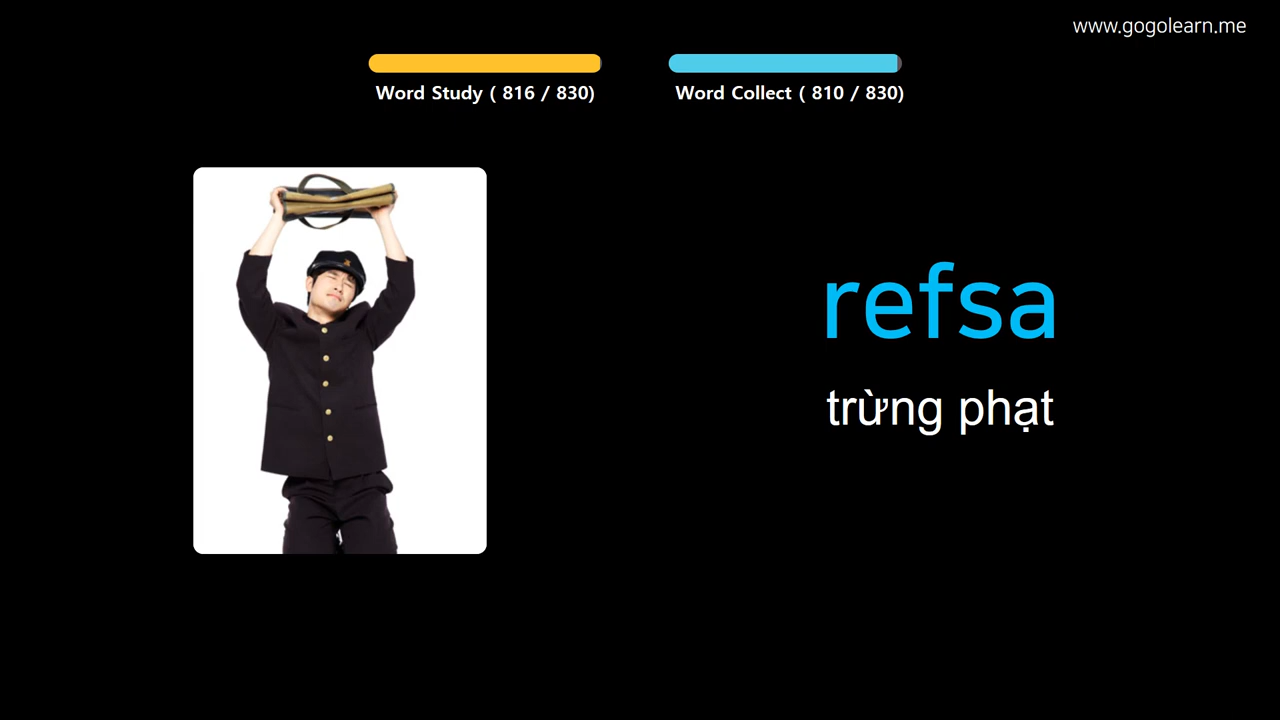 www.gogolearn.me
Word Study ( 816 / 830)
Word Collect ( 810 / 830)
refsa
trừng phạt